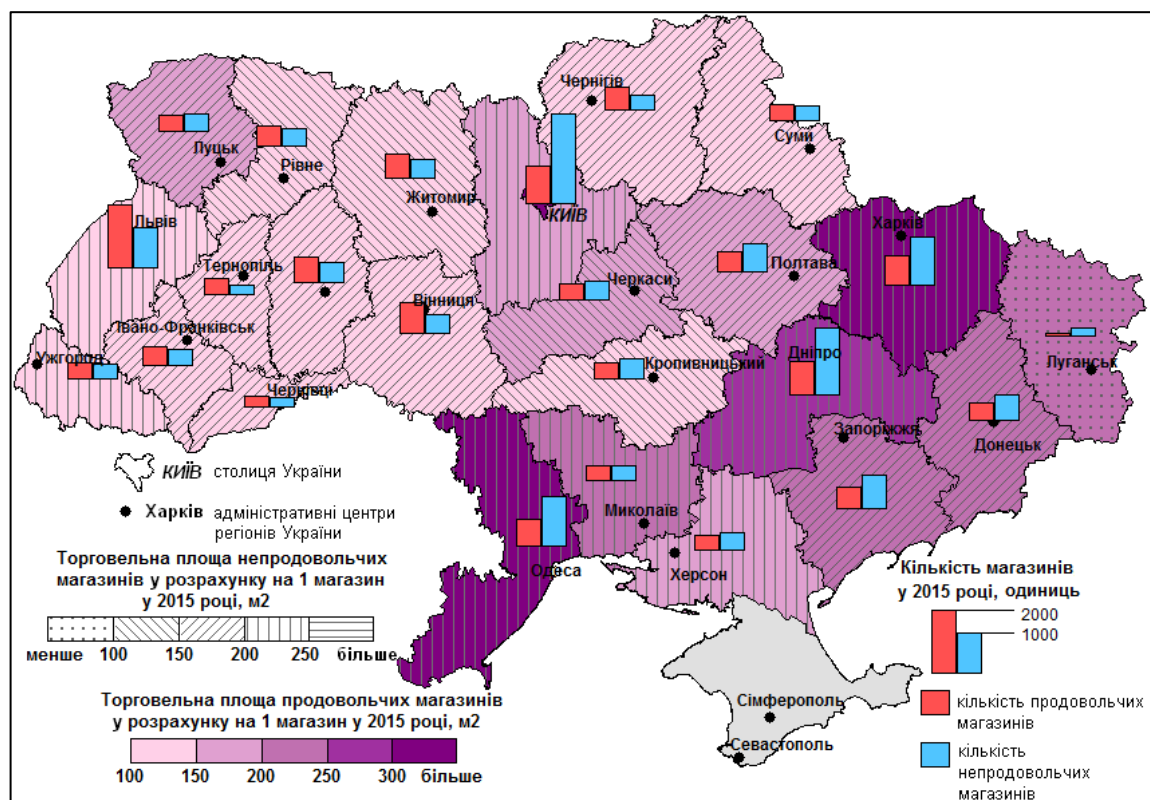 Чернігів
Суми
Луцьк
Рівне
Житомир
КИЇВ
Львів
Харків
Тернопіль
Полтава
Черкаси
Вінниця
Івано-Франківськ
Ужгород
Кропивницький
Дніпро
Луганськ
Чернівці
Запоріжжя
Донецьк
Миколаїв
Одеса
Херсон
Сімферополь
Севастополь
КИЇВ столиця України
Харків адміністративні центри
регіонів України
Торговельна площа непродовольчих
магазинів у розрахунку на 1 магазин
у 2015 році, м2
менше 100 150 200 250 більше
Торговельна площа продовольчих магазинів
у розрахунку на 1 магазин у 2015 році, м2
100 150 200 250 300 більше
Кількість магазинів
у 2015 році, одиниць
2000
1000
кількість продовольчих
магазинів
кількість
непродовольчих
магазинів